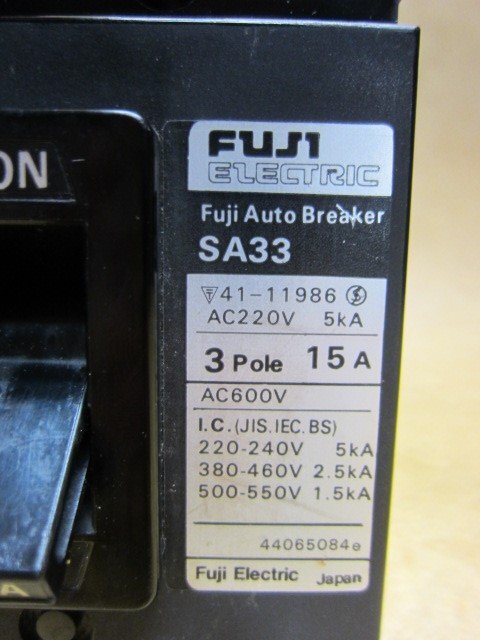 ON
FUJI
ELECTRIC
Fuji Auto Breaker
SA33
41-11986
AC220V 5kA
3 Pole 15A
AC600V
I.C.(JIS.IEC.BS)
220-240V 5kA
380-460V 2.5kA
500-550V 1.5kA
44065084e
Fuji Electric Japan
A